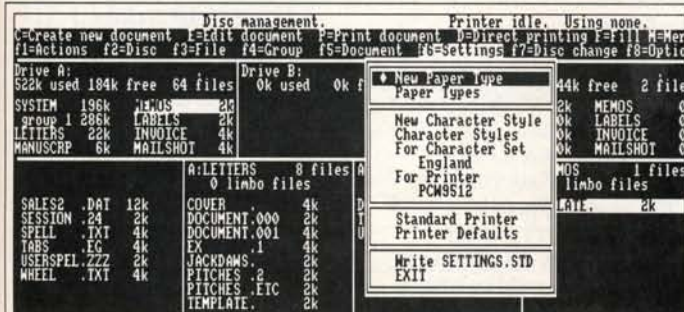 Disc management. Printer idle. Using none.
C=Create new document E=Edit document P=Print document D=Direct printing F=Fill M=Mer
f1=Actions f2=Disc f3=File f4=Group f5=Document f6=Settings f7=Disc change f8=Optio
Drive A:
522k used 184k free 64 files
SYSTEM 196k MEMOS 2k
group 1 286k LABELS 2k
LETTERS 22k INVOICE 4k
MANUSCRP 6k MAILSHOT 4k
Drive B:
0k used 0k f
44k free 2 file
2k MEMOS 0
0k LABELS 0
0k INVOICE 0
0k MAILSHOT 0
SALES2 .DAT 12k
SESSION .24 2k
SPELL .TXT 4k
TABS .EG 4k
USERSPEL.ZZZ 2k
WHEEL .TXT 4k
A:LETTERS 8 files
0 limbo files
COVER . 4k
DOCUMENT.000 2k
DOCUMENT.001 4k
EX .1 4k
JACKDAWS. 2k
PITCHES .2 2k
PITCHES .ETC 2k
TEMPLATE. 2k
A
D
T
U
MOS 1 files
limbo files
LATE. 2k
New Paper Type
Paper Types
New Character Style
Character Styles
For Character Set
England
For Printer
PCW9512
Standard Printer
Printer Defaults
Write SETTINGS.STD
EXIT